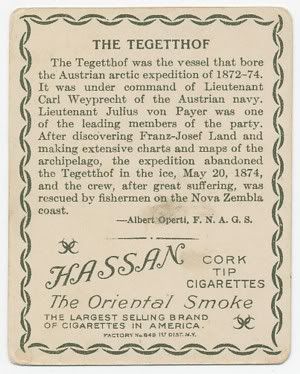 THE TEGETTHOF
The Tegetthof was the vessel that bore
the Austrian arctic expedition of 1872–74.
It was under command of Lieutenant
Carl Weyprecht of the Austrian navy.
Lieutenant Julius von Payer was one
of the leading members of the party.
After discovering Franz-Josef Land and
making extensive charts and maps of the
archipelago, the expedition abandoned
the Tegetthof in the ice, May 20, 1874,
and the crew, after great suffering, was
rescued by fishermen on the Nova Zembla
coast.
—Albert Operti, F. N. A. G. S.
HASSAN
CORK
TIP
CIGARETTES
The Oriental Smoke
THE LARGEST SELLING BRAND
OF CIGARETTES IN AMERICA.
FACTORY No 649 1ST DIST. N.Y.